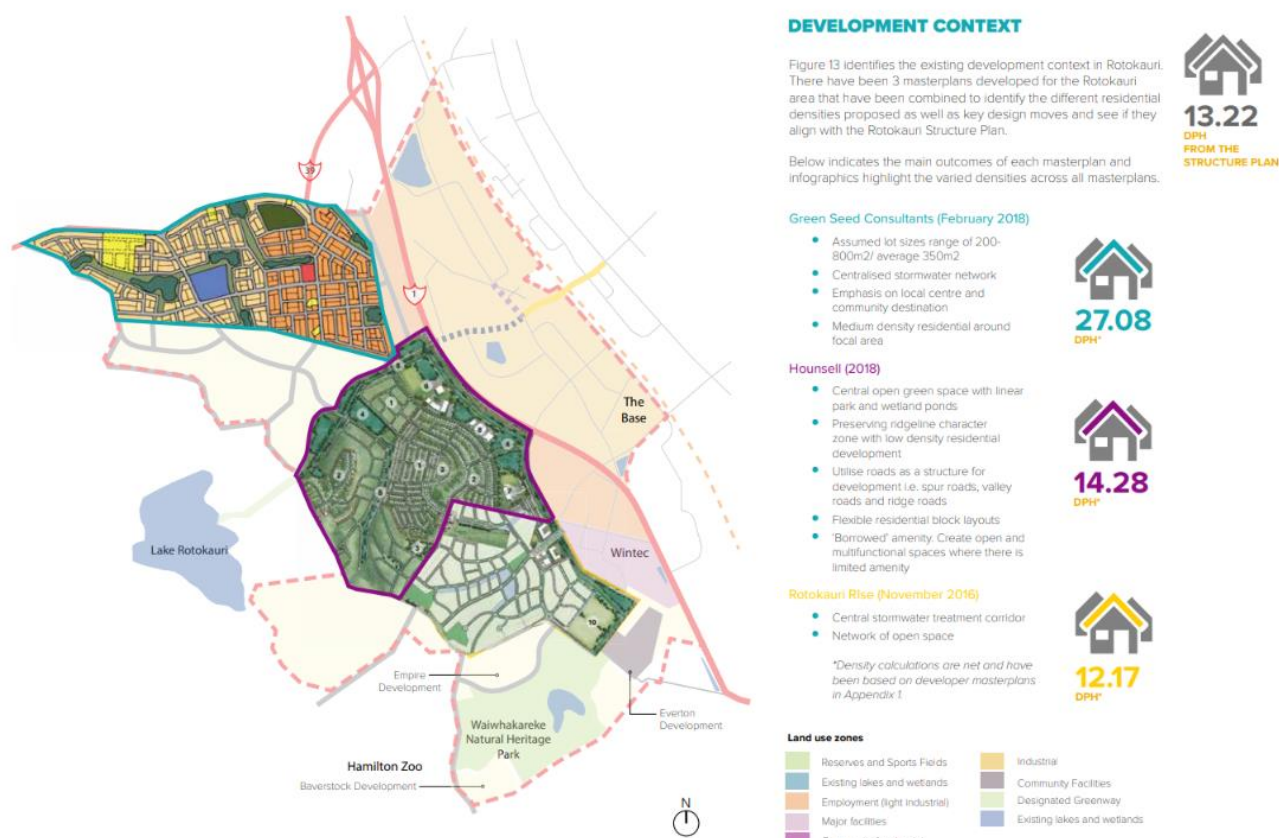 DEVELOPMENT CONTEXT
Figure 13 identifies the existing development context in Rotokauri.
There have been 3 masterplans developed for the Rotokauri
area that have been combined to identify the different residential
densities proposed as well as key design moves and see if they
align with the Rotokauri Structure Plan.
Below indicates the main outcomes of each masterplan and
infographics highlight the varied densities across all masterplans.
13.22
DPH
FROM THE
STRUCTURE PLAN
Green Seed Consultants (February 2018)
Assumed lot sizes range of 200-
800m2/ average 350m2
Centralised stormwater network
Emphasis on local centre and
community destination
Medium density residential around
focal area
27.08
DPH*
Hounsell (2018)
Central open green space with linear
park and wetland ponds
Preserving ridgeline character
zone with low density residential
development
Utilise roads as a structure for
development i.e. spur roads, valley
roads and ridge roads
Flexible residential block layouts
'Borrowed' amenity. Create open and
multifunctional spaces where there is
limited amenity
14.28
DPH*
Rotokauri Rise (November 2016)
Central stormwater treatment corridor
Network of open space
*Density calculations are net and have
been based on developer masterplans
in Appendix 1.
12.17
DPH*
Land use zones
Reserves and Sports Fields
Existing lakes and wetlands
Employment (light industrial)
Major facilities
Industrial
Community Facilities
Designated Greenway
Existing lakes and wetlands
39
1
The
Base
Lake Rotokauri
Wintec
10
Empire
Development
Everton
Development
Waiwhakareke
Natural Heritage
Park
Hamilton Zoo
Baverstock Development
N